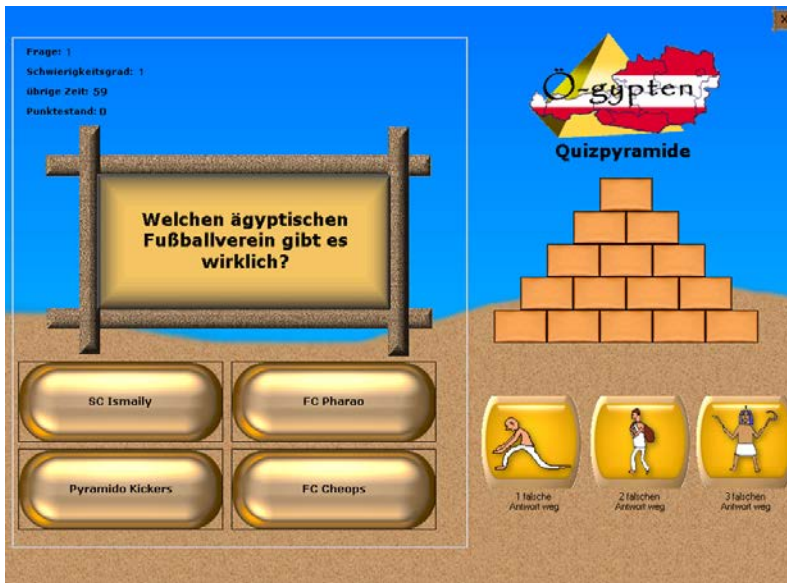 Frage: 1
Schwierigkeitsgrad: 1
übrige Zeit: 59
Punktestand: 0
Welchen ägyptischen
Fußballverein gibt es
wirklich?
SC Ismaily
FC Pharao
Pyramido Kickers
FC Cheops
X
Ö-gypten
Quizpyramide
1 falsche
Antwort weg
2 falschen
Antwort weg
3 falschen
Antwort weg